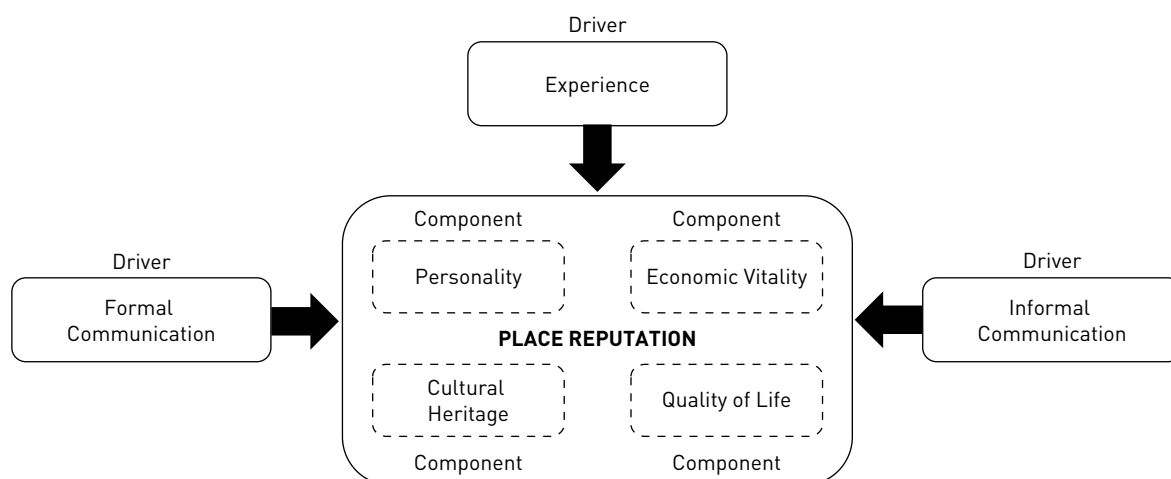 Driver
Experience
Component
Component
Driver
Personality
Economic Vitality
Driver
Formal
Communication
Informal
Communication
PLACE REPUTATION
Cultural
Heritage
Quality of Life
Component
Component